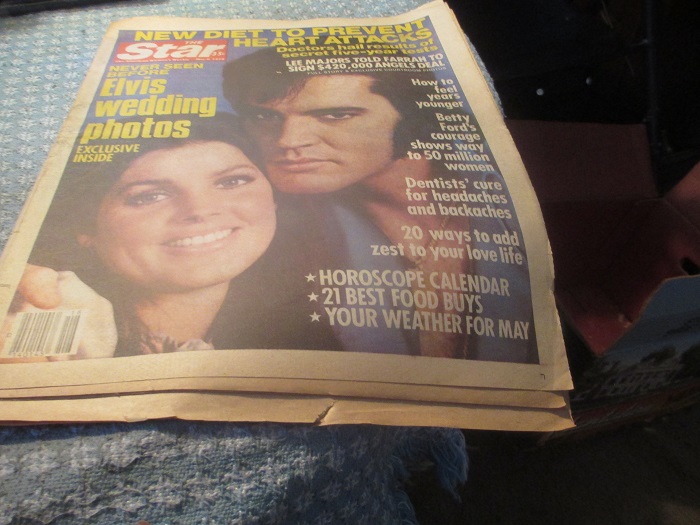 NEW DIET TO PREVENT
HEART ATTACKS
Doctors hail results of
secret five-year tests
THE
Star
LEE MAJORS TOLD FARRAH TO
SIGN $420,000 ANGELS DEAL
NEVER SEEN
BEFORE
Elvis
wedding
photos
EXCLUSIVE
INSIDE
How to
feel
years
younger
Betty
Ford's
courage
shows way
to 50 million
women
Dentists' cure
for headaches
and backaches
20 ways to add
zest to your love life
★ HOROSCOPE CALENDAR
★ 21 BEST FOOD BUYS
★ YOUR WEATHER FOR MAY